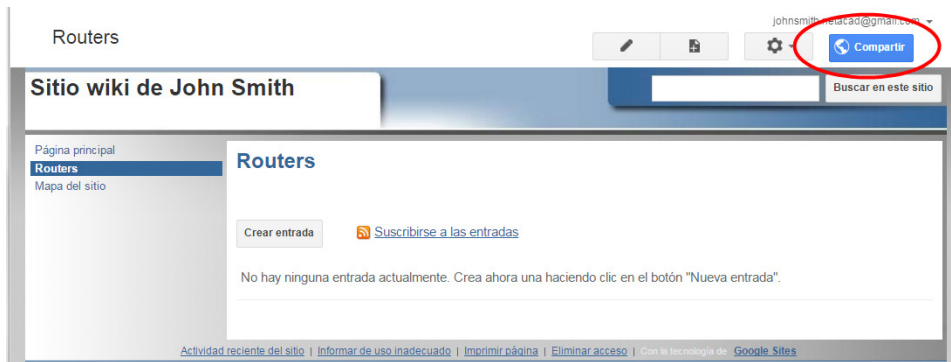 johnsmith.netacad@gmail.com
Routers
Compartir
Sitio wiki de John Smith
Buscar en este sitio
Página principal
Routers
Mapa del sitio
Routers
Crear entrada Suscribirse a las entradas
No hay ninguna entrada actualmente. Crea ahora una haciendo clic en el botón "Nueva entrada".
Actividad reciente del sitio | Informar de uso inadecuado | Imprimir página | Eliminar acceso | Con la tecnología de Google Sites